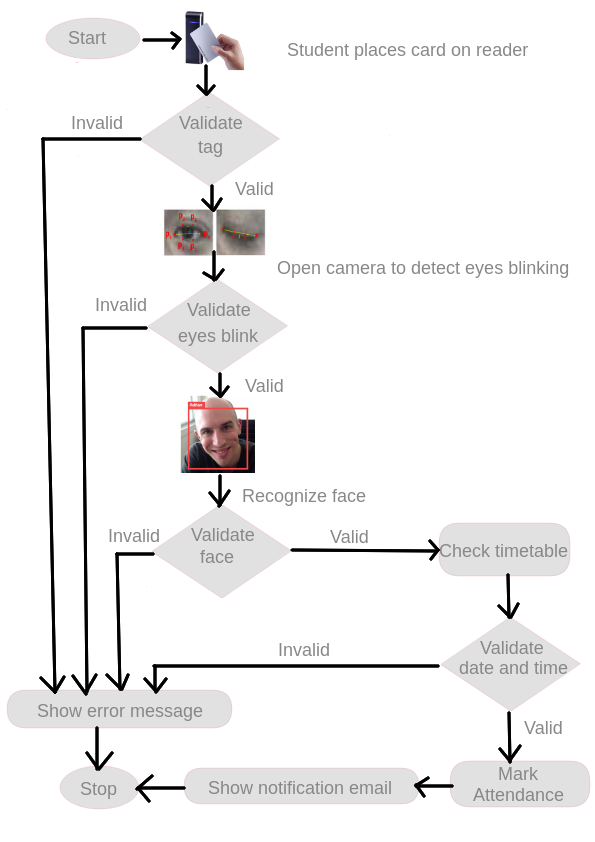 Start
Student places card on reader
Invalid
Validate
tag
Valid
Open camera to detect eyes blinking
Invalid
Validate
eyes blink
Valid
Recognize face
Invalid
Validate
face
Valid
Check timetable
Invalid
Validate
date and time
Valid
Show error message
Mark
Attendance
Show notification email
Stop